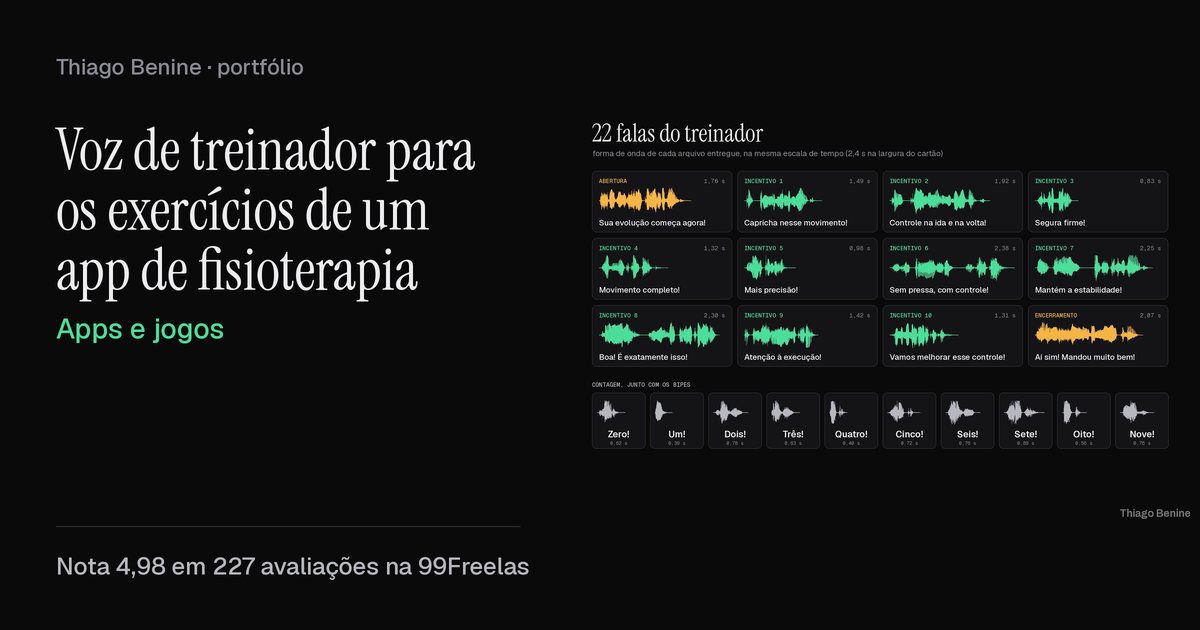 Thiago Benine · portfólio
Voz de treinador para
os exercícios de um
app de fisioterapia
Apps e jogos
Nota 4,98 em 227 avaliações na 99Freelas
22 falas do treinador
forma de onda de cada arquivo entregue, na mesma escala de tempo (2,4 s na largura do cartão)
ABERTURA 1,76 s
Sua evolução começa agora!
INCENTIVO 1 1,49 s
Capricha nesse movimento!
INCENTIVO 2 1,92 s
Controle na ida e na volta!
INCENTIVO 3 0,83 s
Segura firme!
INCENTIVO 4 1,32 s
Movimento completo!
INCENTIVO 5 0,98 s
Mais precisão!
INCENTIVO 6 2,38 s
Sem pressa, com controle!
INCENTIVO 7 2,25 s
Mantém a estabilidade!
INCENTIVO 8 2,30 s
Boa! É exatamente isso!
INCENTIVO 9 1,42 s
Atenção à execução!
INCENTIVO 10 1,31 s
Vamos melhorar esse controle!
ENCERRAMENTO 2,07 s
Aí sim! Mandou muito bem!
CONTAGEM, JUNTO COM OS BIPES
Zero!
Um!
Dois!
Três!
Quatro!
Cinco!
Seis!
Sete!
Oito!
Nove!
Thiago Benine